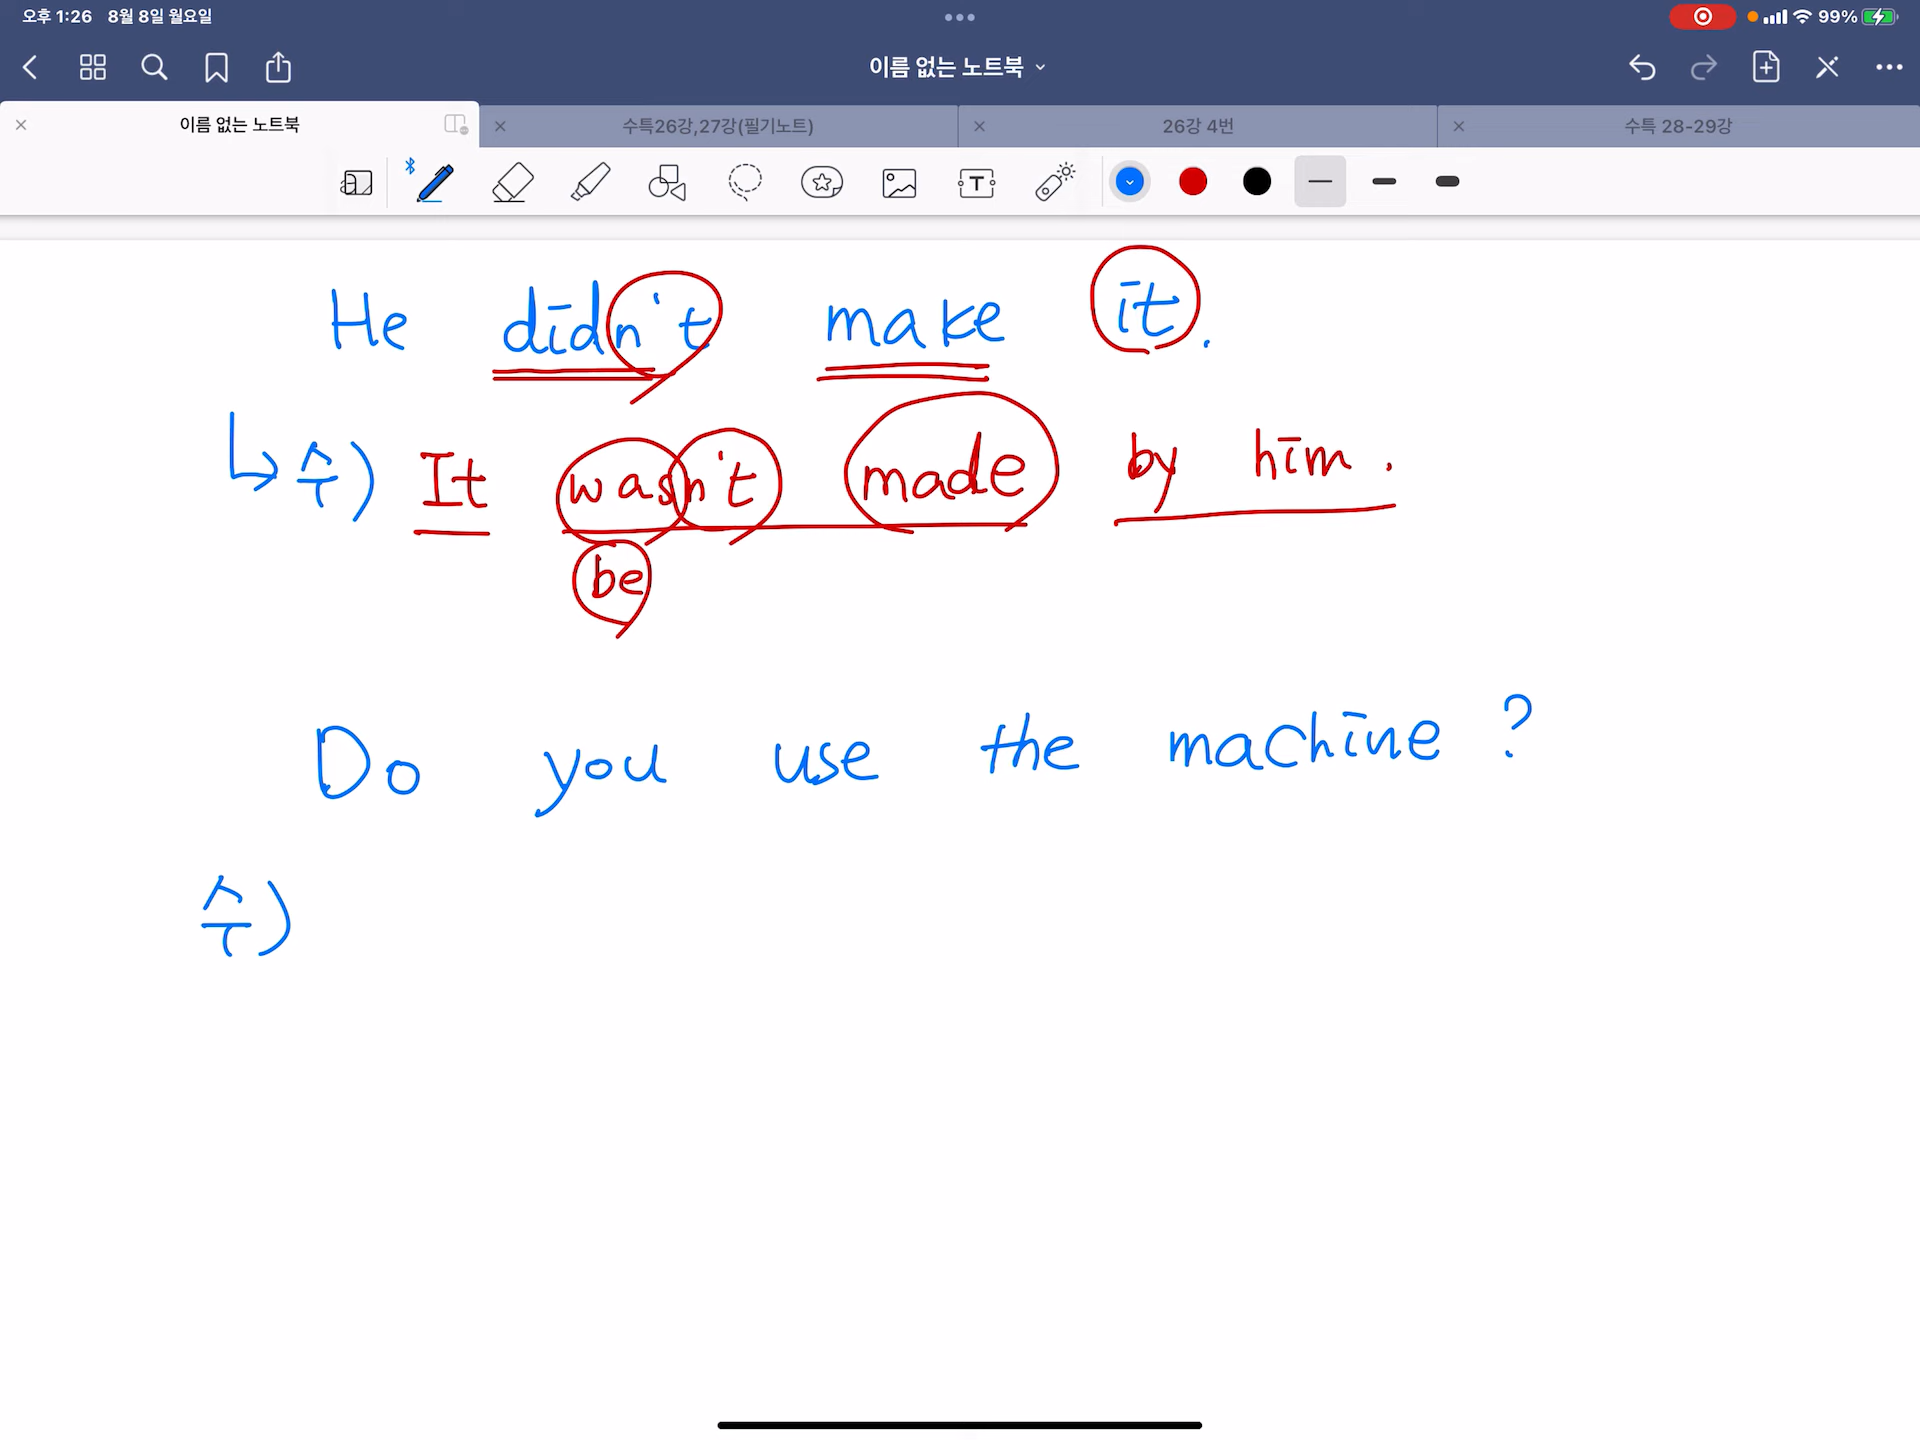 오후 1:26 8월 8일 월요일 99%
이름 없는 노트북
이름 없는 노트북 수특26강,27강(필기노트) 26강 4번 수특 28-29강
He didn't make it.
수) It wasn't made by him.
be
Do you use the machine?
수)